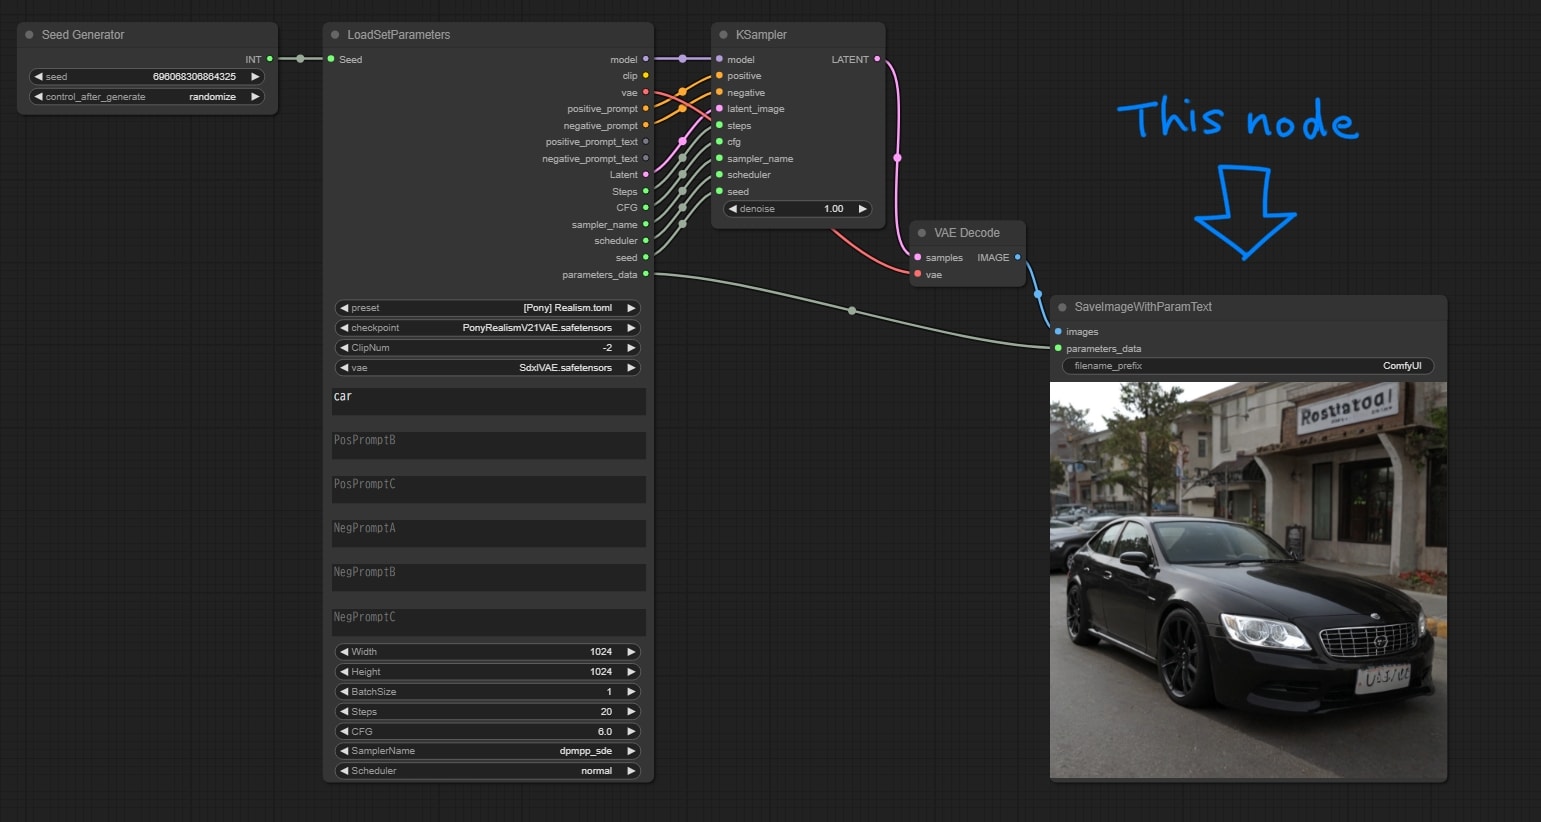 Seed Generator
INT
seed 696068306864325
control_after_generate randomize
LoadSetParameters
Seed
model
clip
vae
positive_prompt
negative_prompt
positive_prompt_text
negative_prompt_text
Latent
Steps
CFG
sampler_name
scheduler
seed
parameters_data
preset [Pony] Realism.toml
checkpoint PonyRealismV21VAE.safetensors
ClipNum -2
vae SdxlVAE.safetensors
car
PosPromptB
PosPromptC
NegPromptA
NegPromptB
NegPromptC
Width 1024
Height 1024
BatchSize 1
Steps 20
CFG 6.0
SamplerName dpmpp_sde
Scheduler normal
KSampler
model LATENT
positive
negative
latent_image
steps
cfg
sampler_name
scheduler
seed
denoise 1.00
VAE Decode
samples IMAGE
vae
This node
SaveImageWithParamText
images
parameters_data
filename_prefix ComfyUI